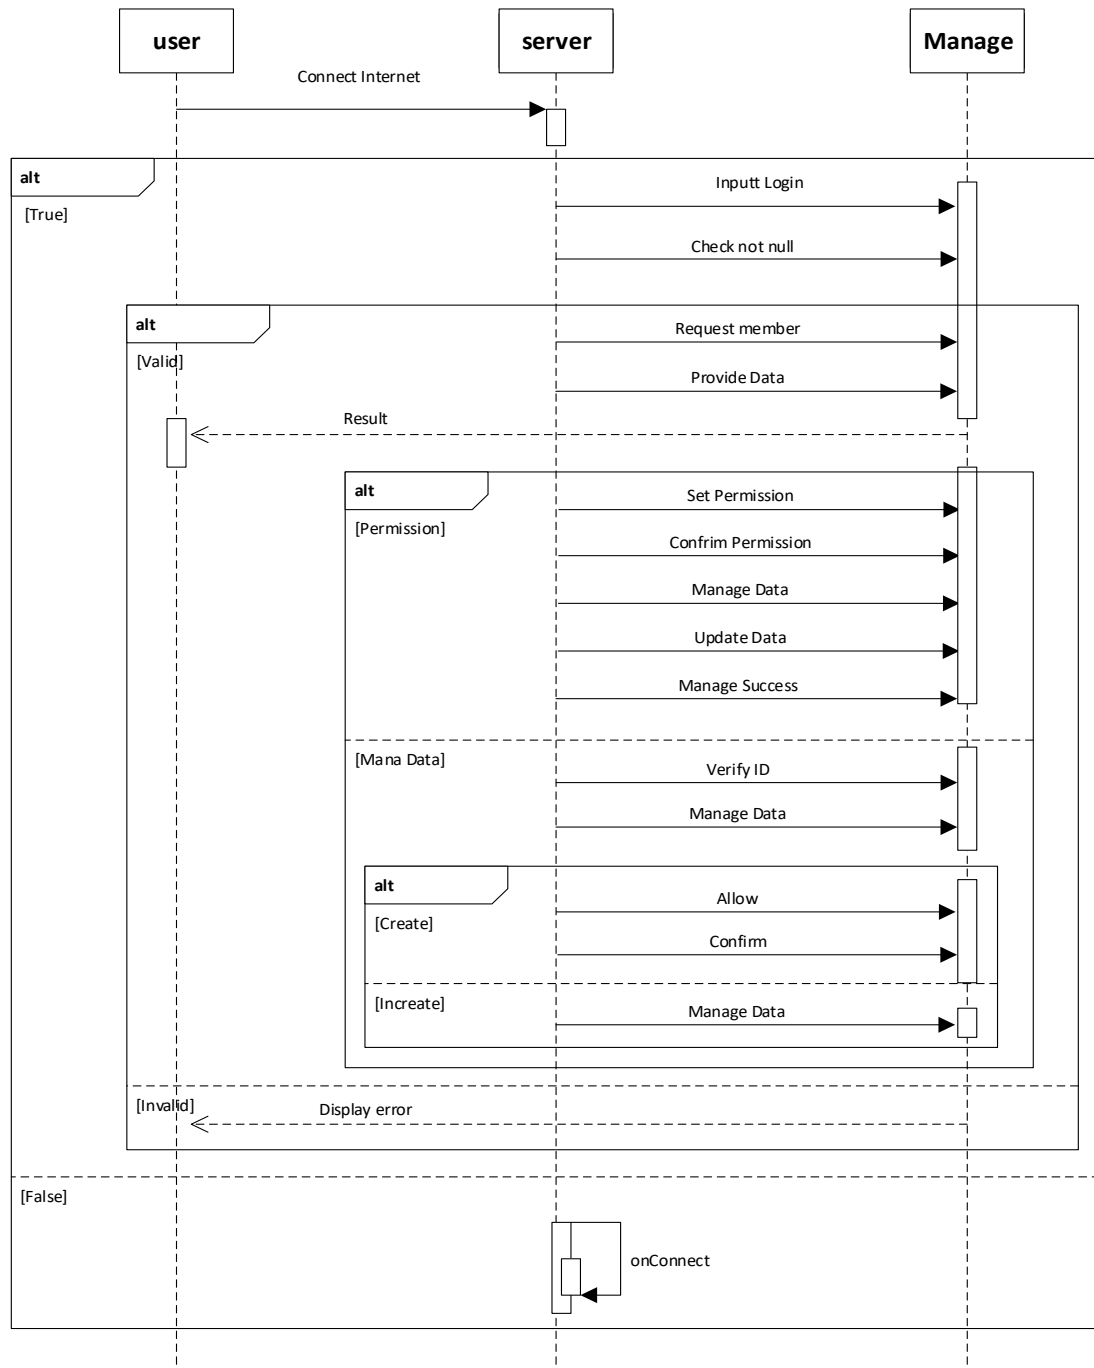 user
server
Manage
Connect Internet
alt
Inputt Login
[True]
Check not null
alt
Request member
[Valid]
Provide Data
Result
alt
Set Permission
[Permission]
Confrim Permission
Manage Data
Update Data
Manage Success
[Mana Data]
Verify ID
Manage Data
alt
Allow
[Create]
Confirm
[Increate]
Manage Data
[Invalid]
Display error
[False]
onConnect